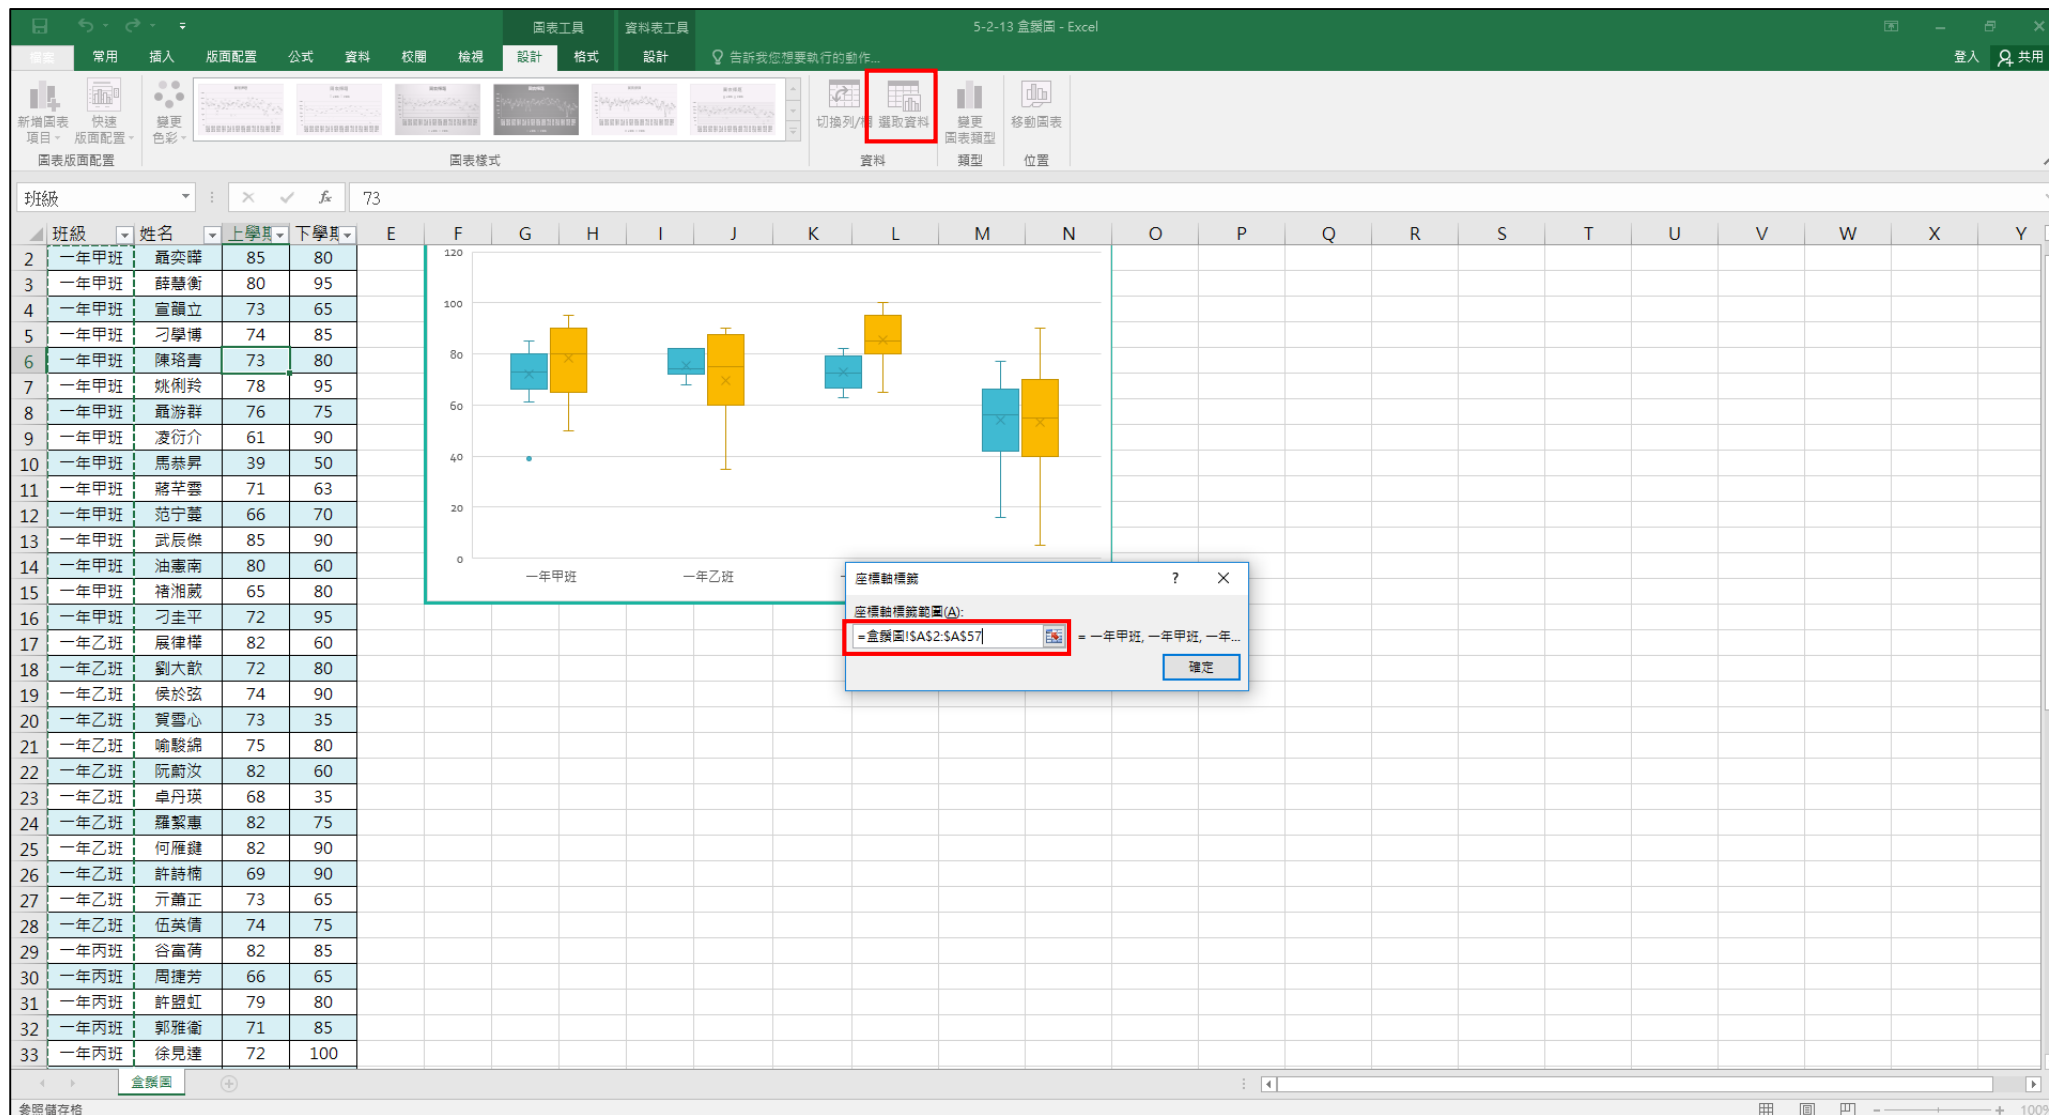 圖表工具 資料表工具 5-2-13 盒鬚圖 - Excel
檔案 常用 插入 版面配置 公式 資料 校閱 檢視 設計 格式 設計 告訴我您想要執行的動作... 登入 共用
新增圖表項目 快速版面配置 變更色彩 切換列/欄 選取資料 變更圖表類型 移動圖表
圖表版面配置 圖表樣式 資料 類型 位置
班級 fx 73
班級 姓名 上學期 下學期 E F G H I J K L M N O P Q R S T U V W X Y
2 一年甲班 聶奕曄 85 80
3 一年甲班 薛慧衡 80 95
4 一年甲班 宣韻立 73 65
5 一年甲班 刁學博 74 85
6 一年甲班 陳珞青 73 80
7 一年甲班 姚俐羚 78 95
8 一年甲班 聶游群 76 75
9 一年甲班 凌衍介 61 90
10 一年甲班 馬恭昇 39 50
11 一年甲班 蔣芊雲 71 63
12 一年甲班 范宁蔓 66 70
13 一年甲班 武辰傑 85 90
14 一年甲班 油憲南 80 60
15 一年甲班 褚湘葳 65 80
16 一年甲班 刁圭平 72 95
17 一年乙班 展律樺 82 60
18 一年乙班 劉大歆 72 80
19 一年乙班 侯於弦 74 90
20 一年乙班 賀雪心 73 35
21 一年乙班 喻駿綿 75 80
22 一年乙班 阮蔚汝 82 60
23 一年乙班 卓丹瑛 68 35
24 一年乙班 羅絜惠 82 75
25 一年乙班 何雁鍵 82 90
26 一年乙班 許詩楠 69 90
27 一年乙班 亓蕭正 73 65
28 一年乙班 伍英倩 74 75
29 一年丙班 谷富蒨 82 85
30 一年丙班 周捷芳 66 65
31 一年丙班 許盟虹 79 80
32 一年丙班 郭雅衛 71 85
33 一年丙班 徐見達 72 100
120
100
80
60
40
20
0
一年甲班 一年乙班
座標軸標籤 ?
座標軸標籤範圍(A):
=盒鬚圖!$A$2:$A$57 = 一年甲班, 一年甲班, 一年...
確定
盒鬚圖
參照儲存格 100%